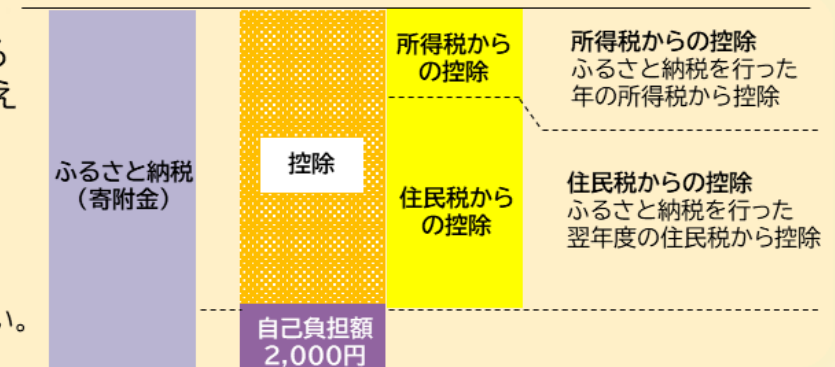 る
え
い。
ふるさと納税
（寄附金）
控除
自己負担額
2,000円
所得税から
の控除
住民税から
の控除
所得税からの控除
ふるさと納税を行った
年の所得税から控除
住民税からの控除
ふるさと納税を行った
翌年度の住民税から控除